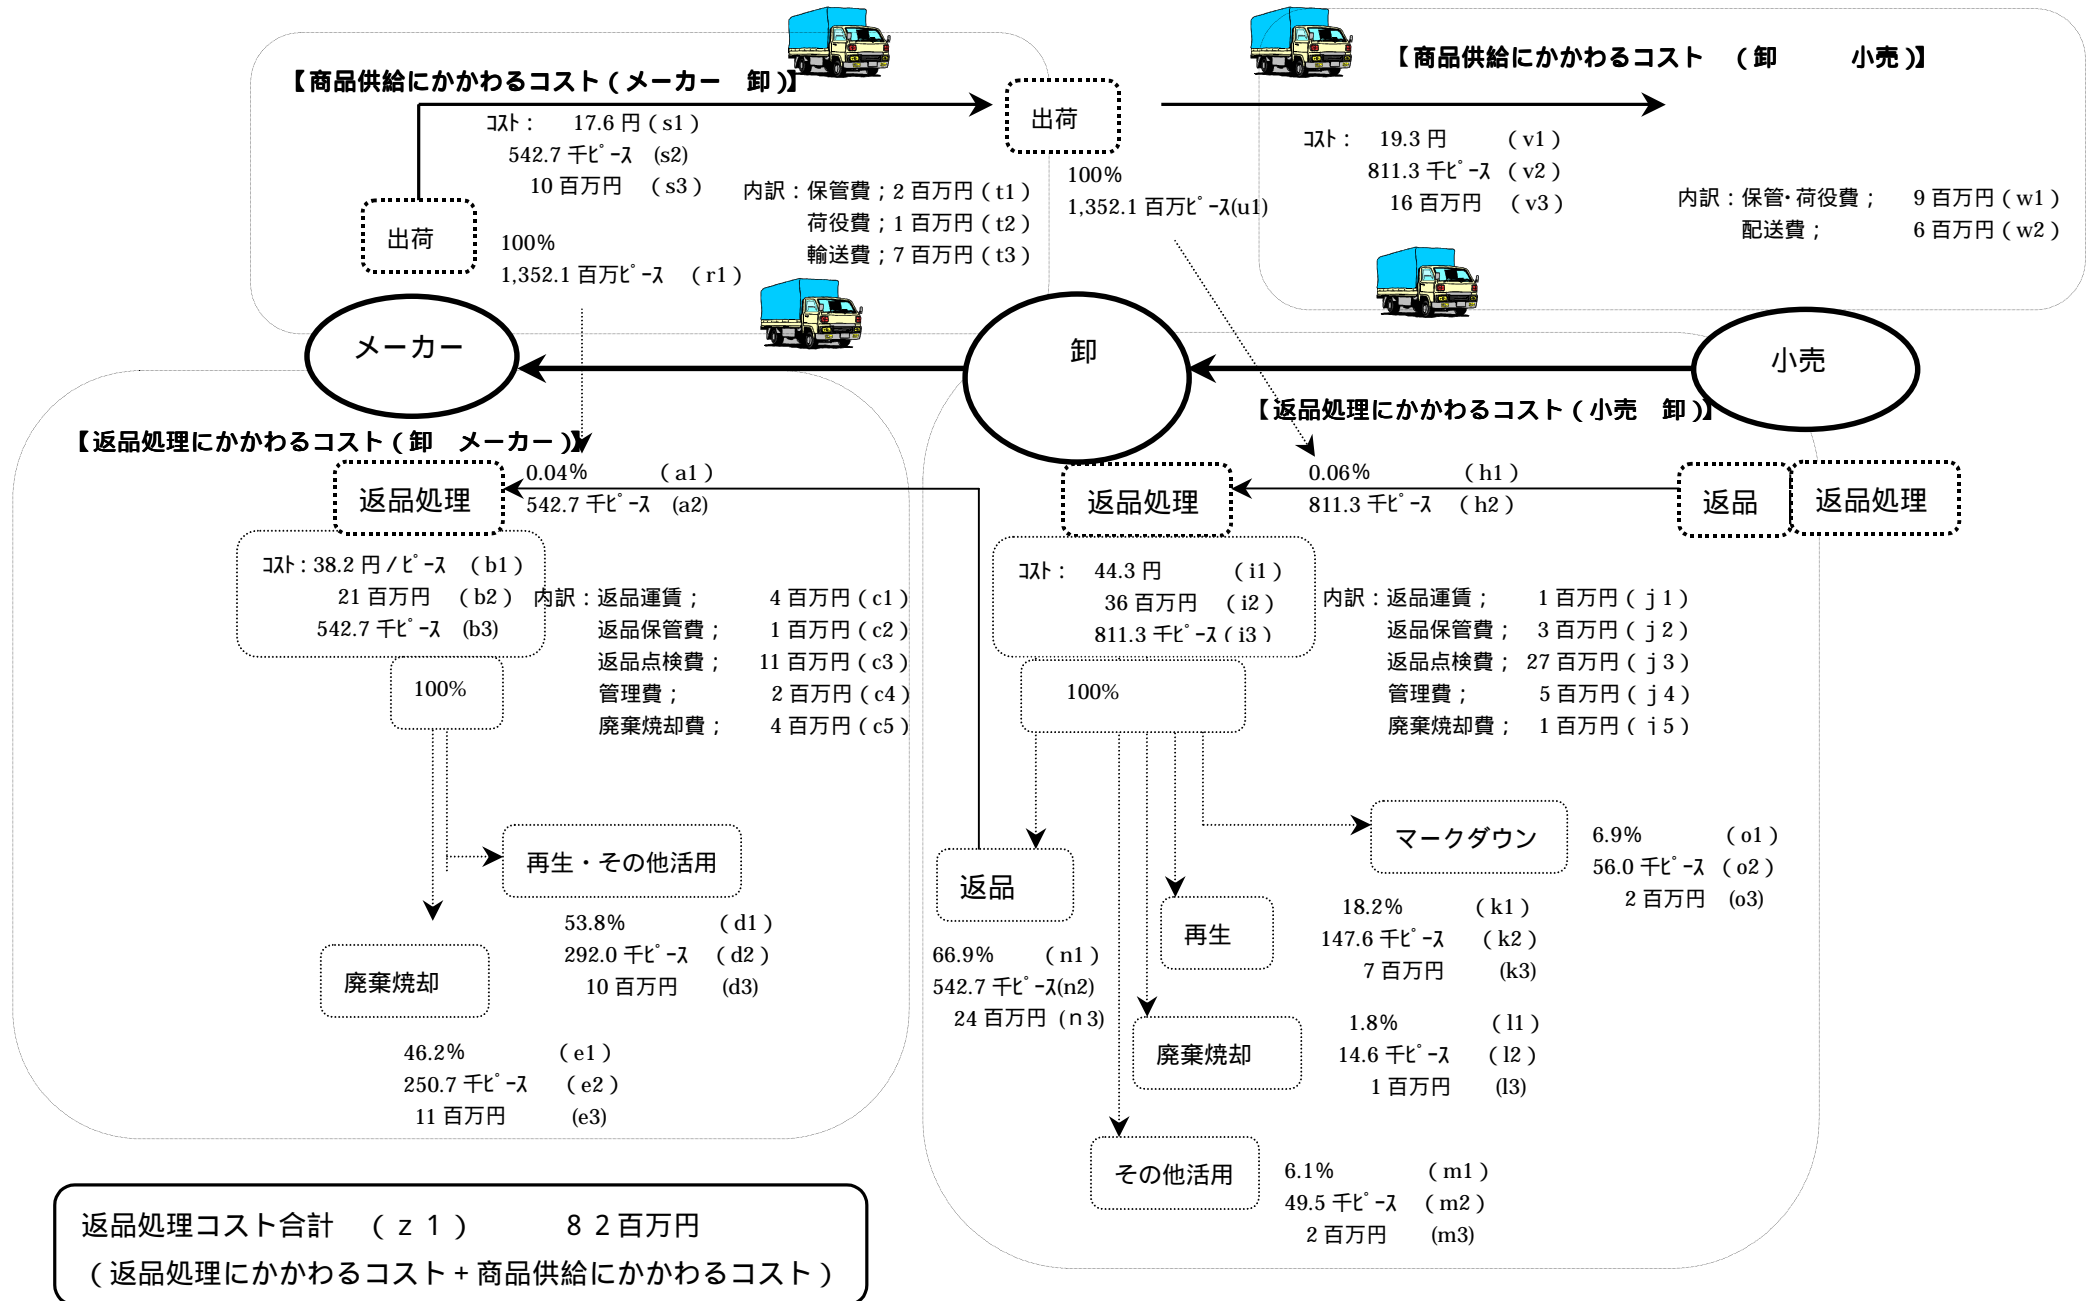 【商品供給にかかわるコスト（メーカー　卸）】
コスト：　17.6 円（s1）
542.7 千ピース　(s2)
10 百万円　（s3）
出荷
100%
1,352.1 百万ピース　（r1）
内訳：保管費；2 百万円（t1）
荷役費；1 百万円（t2）
輸送費；7 百万円（t3）
出荷
100%
1,352.1 百万ピース(u1)
【商品供給にかかわるコスト　（卸　　小売）】
コスト：　19.3 円　（v1）
811.3 千ピース（v2）
16 百万円　（v3）
内訳：保管・荷役費；　9 百万円（w1）
配送費；　6 百万円（w2）
メーカー
卸
小売
【返品処理にかかわるコスト（卸　メーカー）】
返品処理
0.04%　（a1）
542.7 千ピース　(a2)
コスト：38.2 円／ピース　（b1）
21 百万円　（b2）
542.7 千ピース　(b3)
100%
内訳：返品運賃；　4 百万円（c1）
返品保管費；　1 百万円（c2）
返品点検費；　11 百万円（c3）
管理費；　2 百万円（c4）
廃棄焼却費；　4 百万円（c5）
再生・その他活用
53.8%　（d1）
292.0 千ピース　（d2）
10 百万円　(d3)
廃棄焼却
46.2%　（e1）
250.7 千ピース　（e2）
11 百万円　(e3)
【返品処理にかかわるコスト（小売　卸）】
返品処理
0.06%　（h1）
811.3 千ピース　（h2）
返品
返品処理
コスト：　44.3 円　（i1）
36 百万円　（i2）
811.3 千ピース（i3）
100%
内訳：返品運賃；　1 百万円（ｊ1）
返品保管費；　3 百万円（ｊ2）
返品点検費；　27 百万円（ｊ3）
管理費；　5 百万円（ｊ4）
廃棄焼却費；　1 百万円（ｊ5）
マークダウン
6.9%　（o1）
56.0 千ピース　（o2）
2 百万円　(o3)
返品
66.9%　（n1）
542.7 千ピース(n2)
24 百万円（ｎ3）
再生
18.2%　（k1）
147.6 千ピース　（k2）
7 百万円　(k3)
廃棄焼却
1.8%　（l1）
14.6 千ピース　（l2）
1 百万円　(l3)
その他活用
6.1%　（m1）
49.5 千ピース　（m2）
2 百万円　(m3)
返品処理コスト合計　（ｚ１）　　８２百万円
（返品処理にかかわるコスト＋商品供給にかかわるコスト）